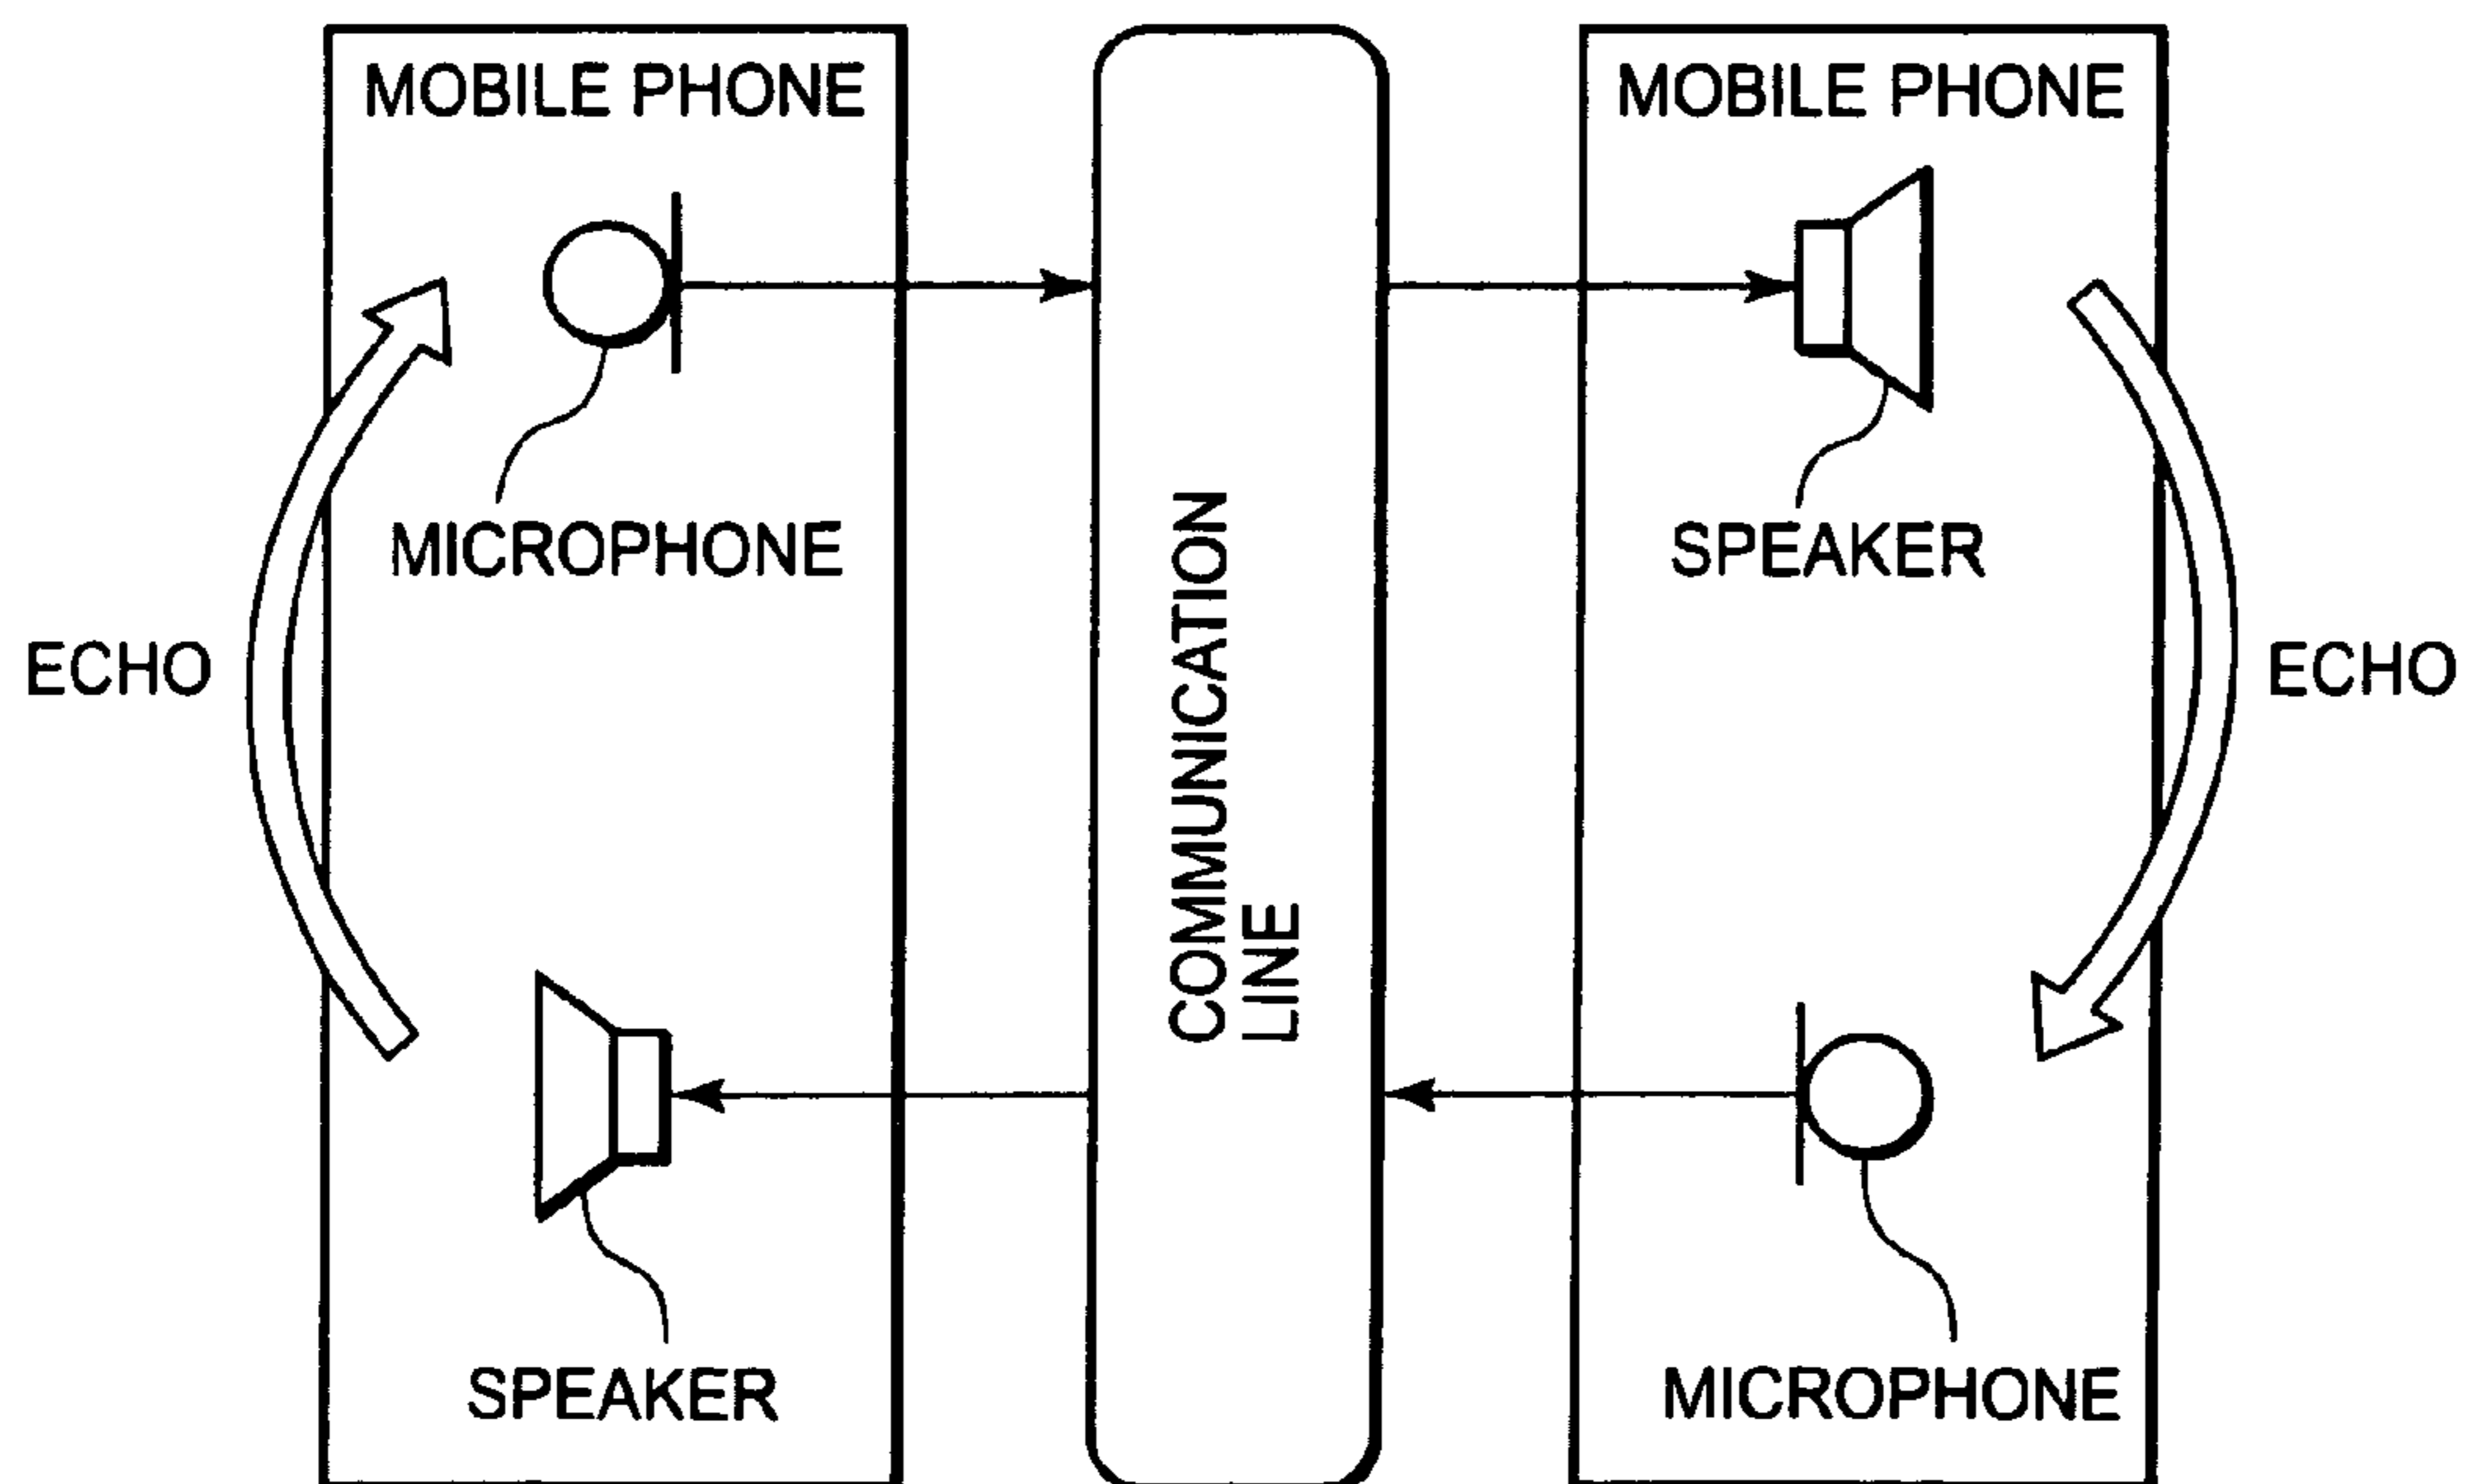 MOBILE PHONE
MOBILE PHONE
MICROPHONE
SPEAKER
ECHO
COMMUNICATION
LINE
ECHO
SPEAKER
MICROPHONE